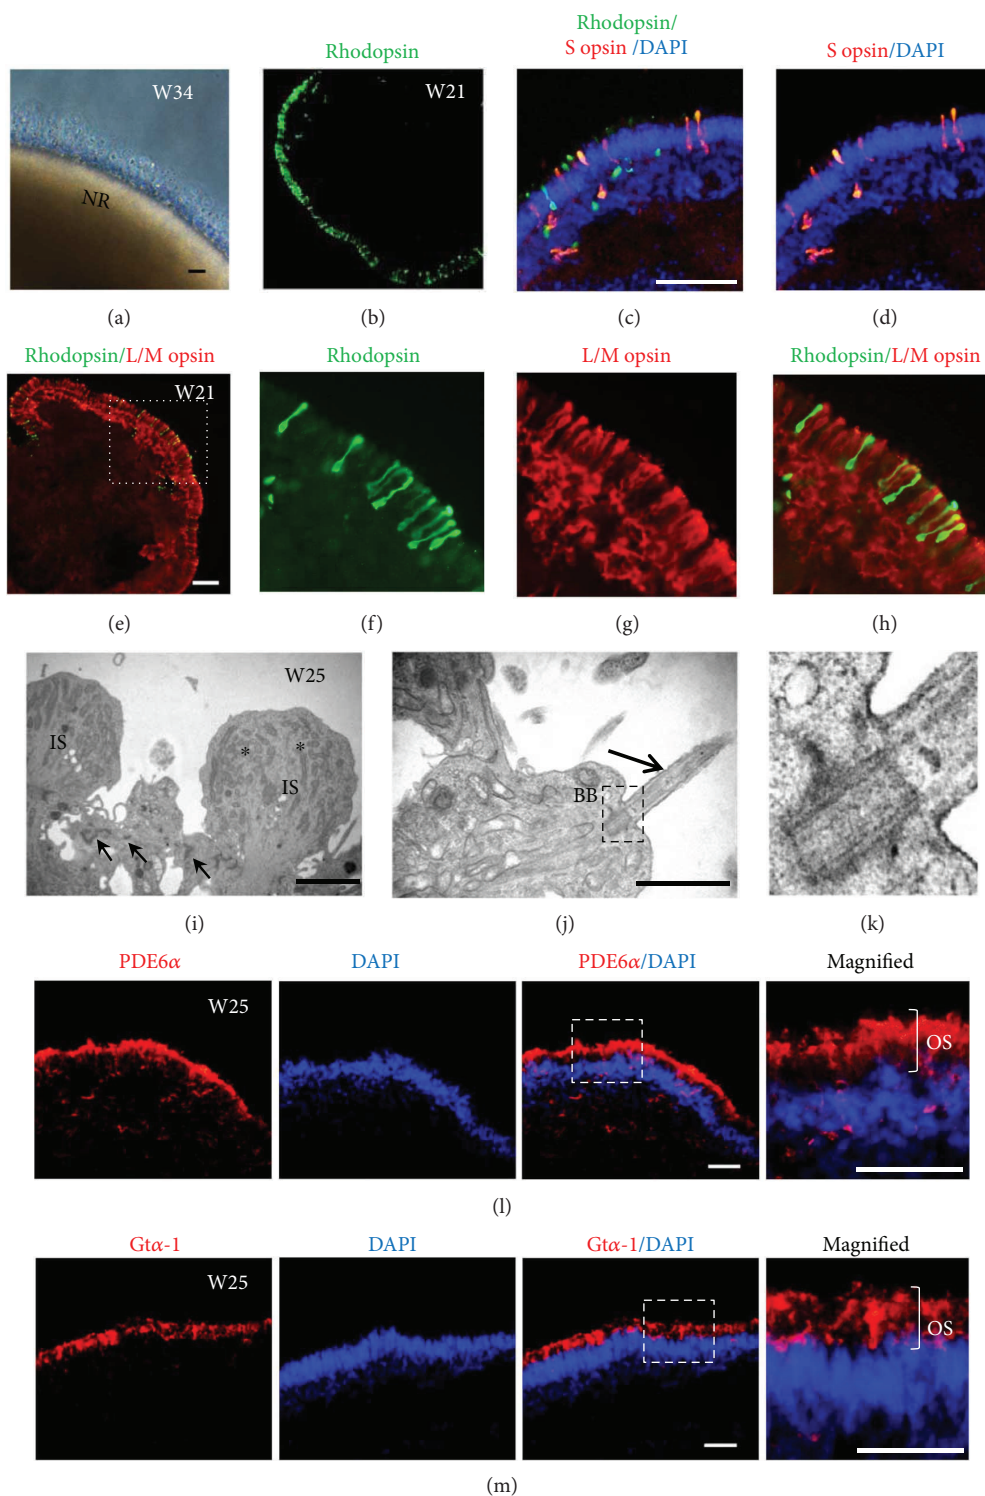 Rhodopsin
Rhodopsin/
S opsin /DAPI
S opsin/DAPI
W34
NR
W21
(a)
(b)
(c)
(d)
Rhodopsin/L/M opsin
Rhodopsin
L/M opsin
Rhodopsin/L/M opsin
W21
(e)
(f)
(g)
(h)
W25
IS
*
*
IS
BB
(i)
(j)
(k)
PDE6α
DAPI
PDE6α/DAPI
Magnified
W25
OS
(l)
Gtα-1
DAPI
Gtα-1/DAPI
Magnified
W25
OS
(m)